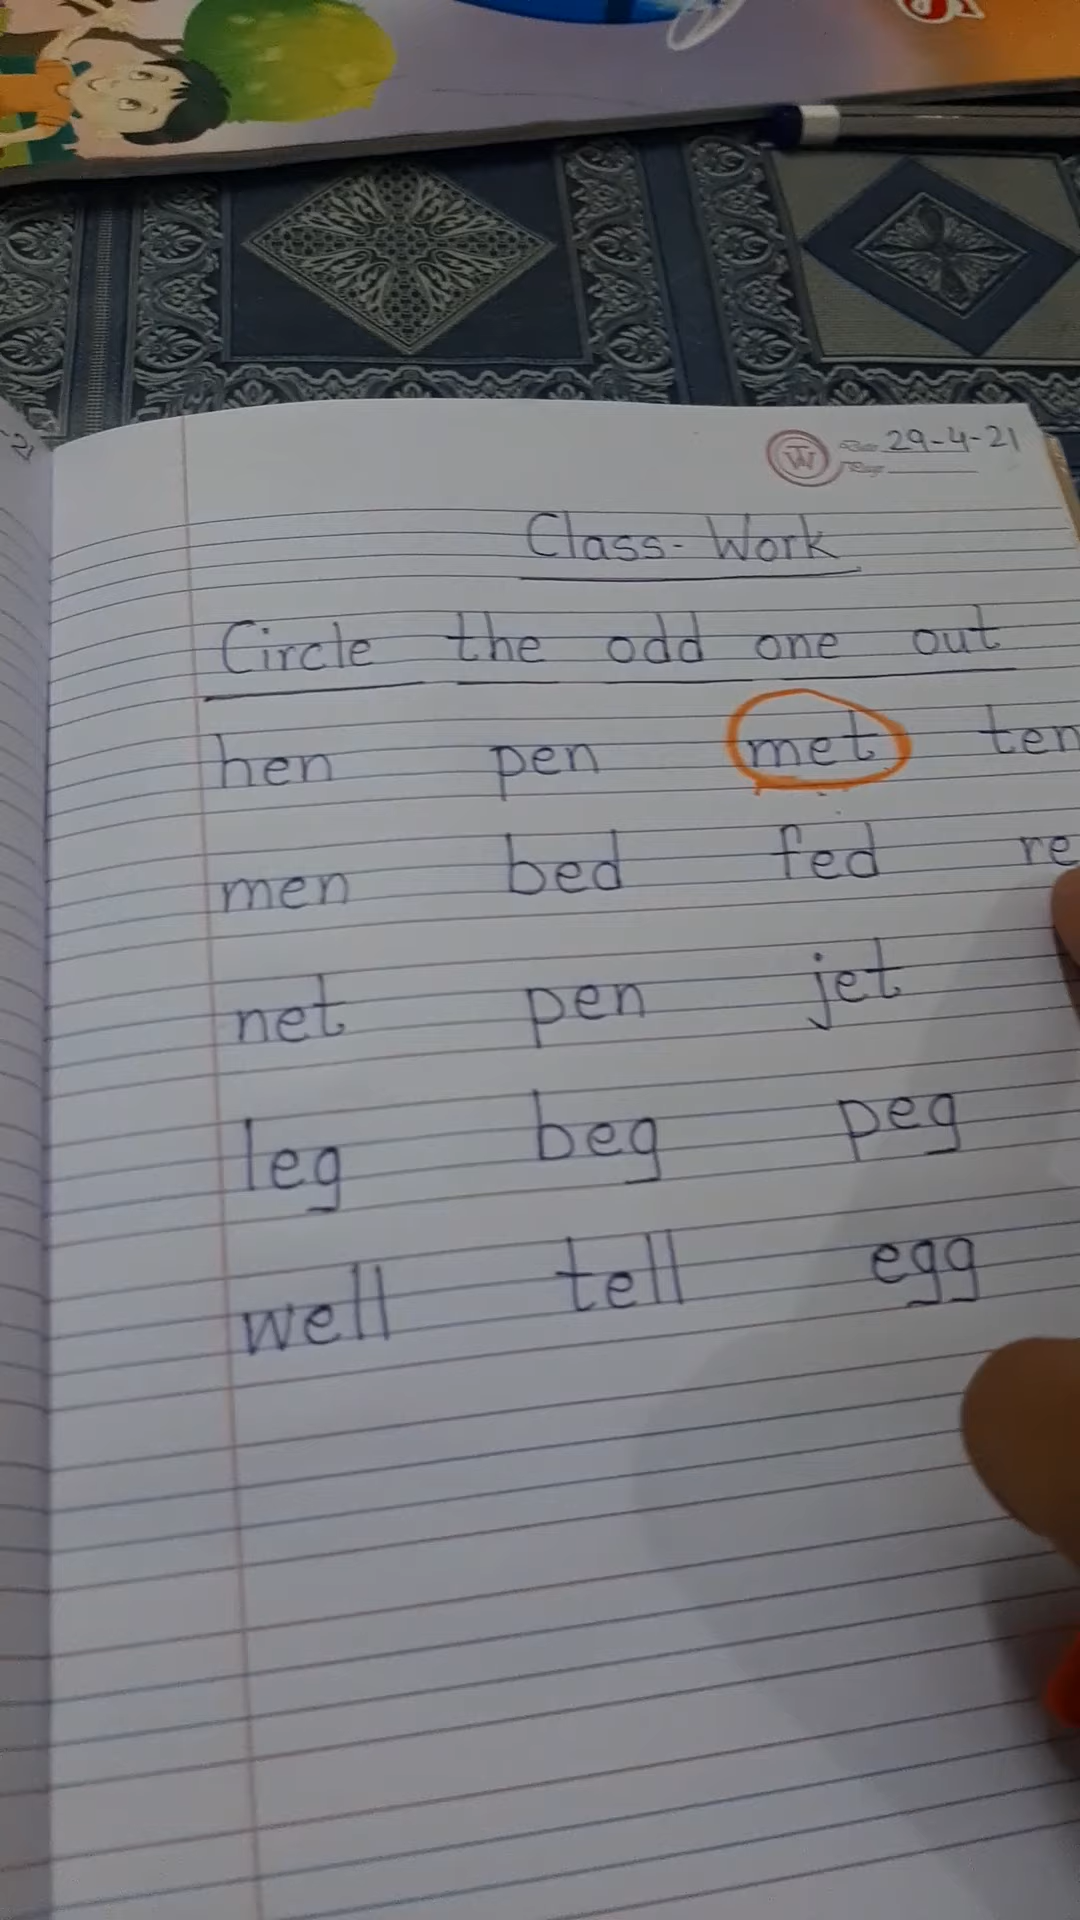 29-4-21
Class-Work
Circle the odd one out
hen pen met ten
men bed fed
net pen jet
leg beg peg
well tell egg